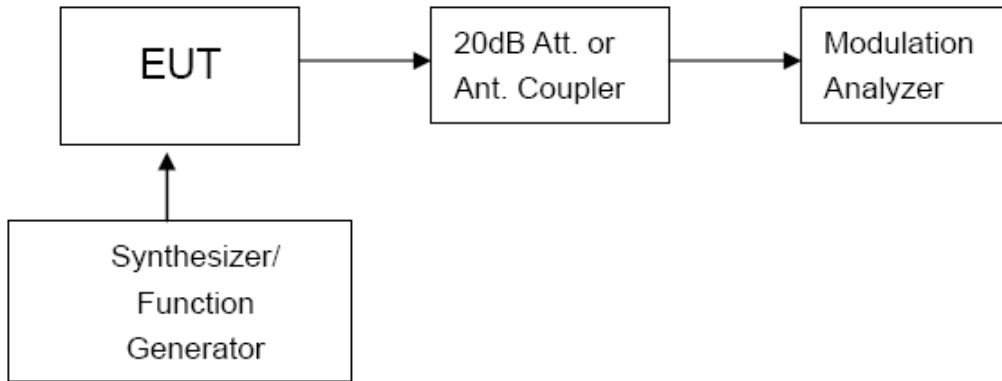 EUT
20dB Att. or
Ant. Coupler
Modulation
Analyzer
Synthesizer/
Function
Generator